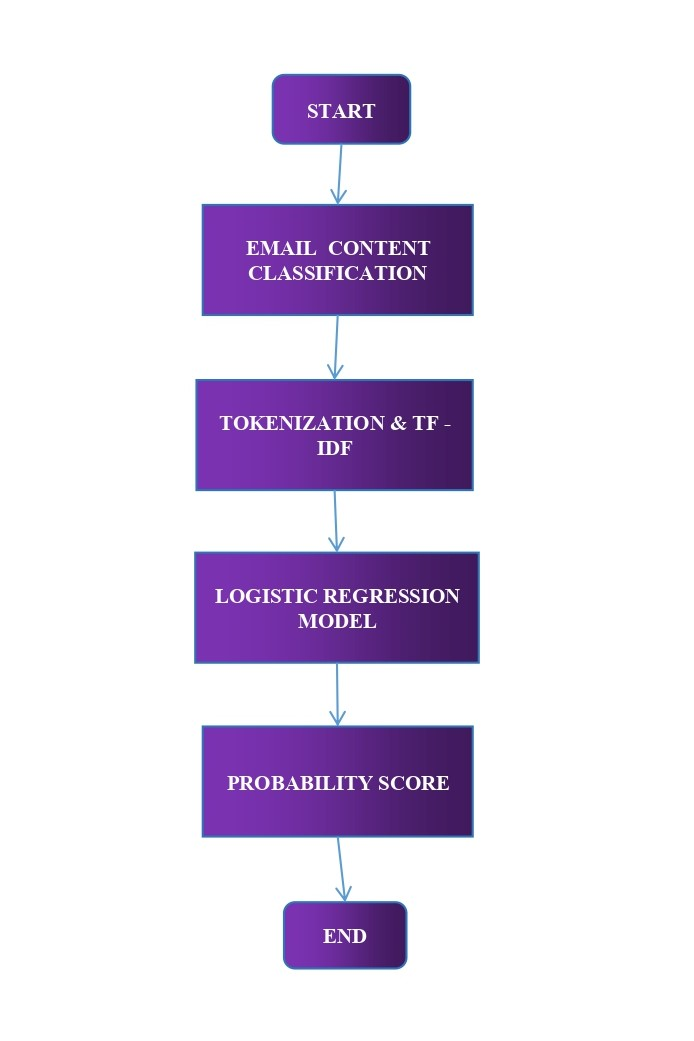 START
EMAIL  CONTENT
CLASSIFICATION
TOKENIZATION & TF -
IDF
LOGISTIC REGRESSION
MODEL
PROBABILITY SCORE
END